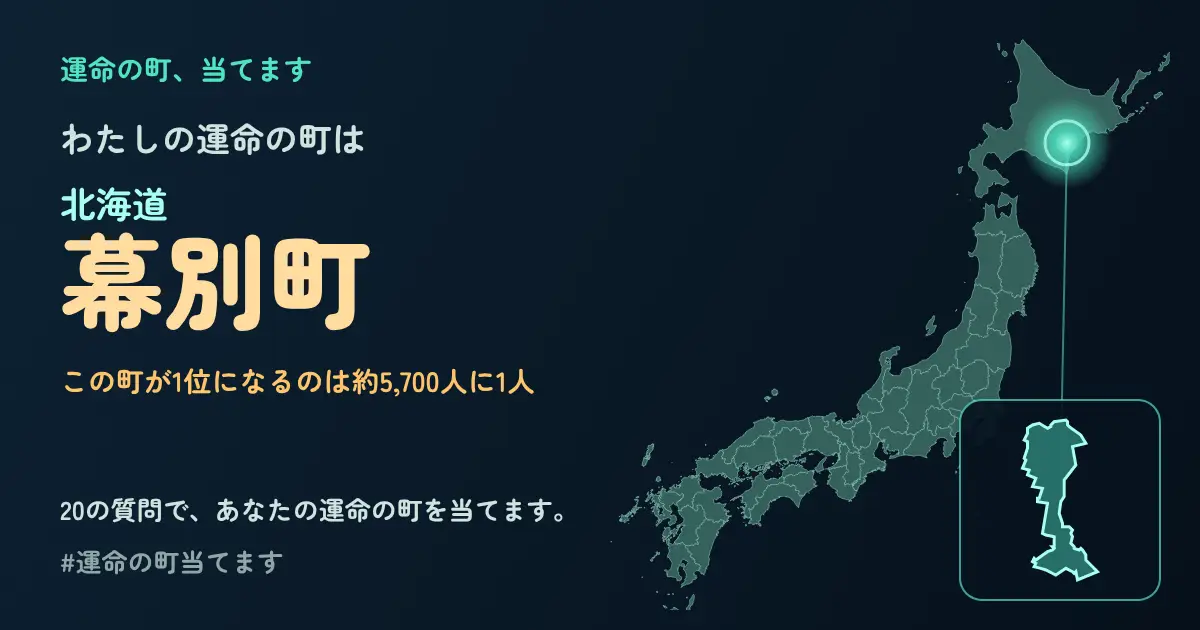 運命の町、当てます
わたしの運命の町は
北海道
幕別町
この町が1位になるのは約5,700人に1人
20の質問で、あなたの運命の町を当てます。
#運命の町当てます